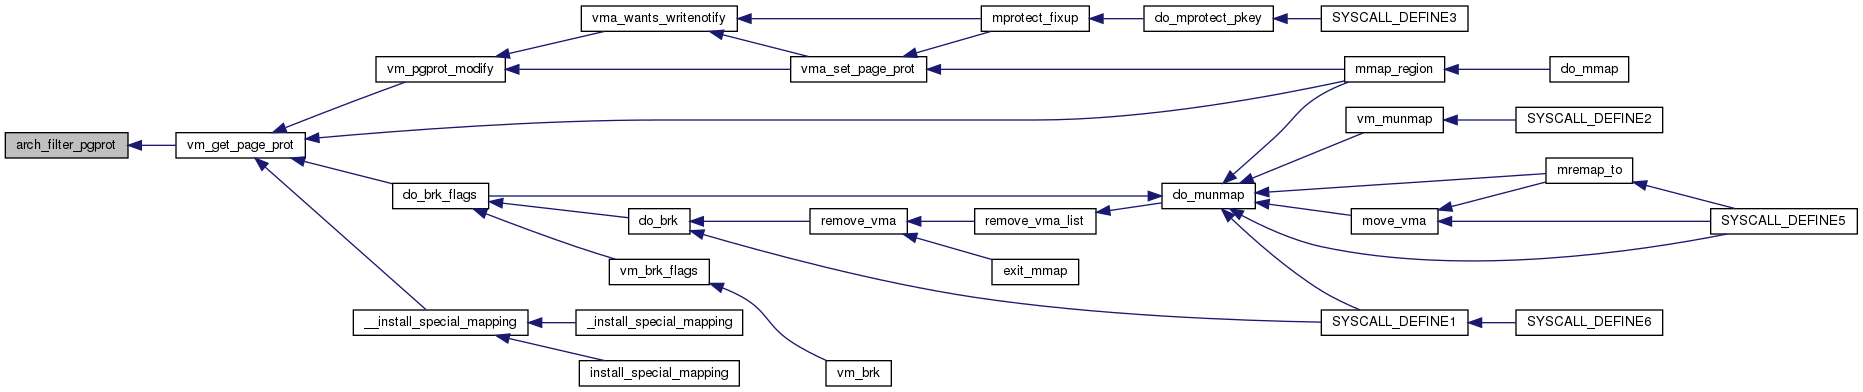 vma_wants_writenotify
mprotect_fixup
do_mprotect_pkey
SYSCALL_DEFINE3
vm_pgprot_modify
vma_set_page_prot
mmap_region
do_mmap
vm_munmap
SYSCALL_DEFINE2
arch_filter_pgprot
vm_get_page_prot
mremap_to
do_brk_flags
do_munmap
do_brk
remove_vma
remove_vma_list
move_vma
SYSCALL_DEFINE5
vm_brk_flags
exit_mmap
__install_special_mapping
_install_special_mapping
SYSCALL_DEFINE1
SYSCALL_DEFINE6
install_special_mapping
vm_brk